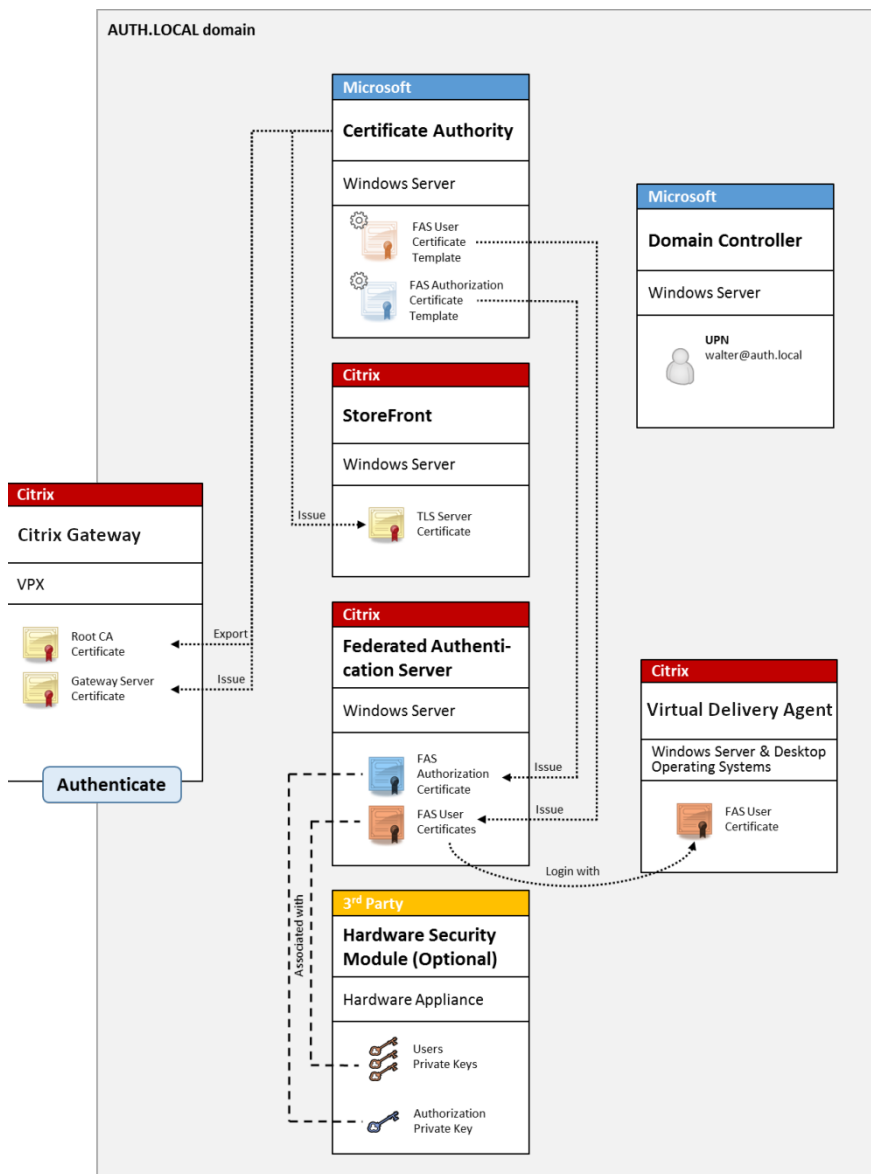 AUTH.LOCAL domain
Microsoft
Certificate Authority
Windows Server
FAS User
Certificate
Template
FAS Authorization
Certificate
Template
Microsoft
Domain Controller
Windows Server
UPN
walter@auth.local
Citrix
StoreFront
Windows Server
Issue
TLS Server
Certificate
Citrix
Citrix Gateway
VPX
Root CA
Certificate
Export
Gateway Server
Certificate
Issue
Authenticate
Citrix
Federated Authenti-
cation Server
Windows Server
FAS
Authorization
Certificate
Issue
FAS User
Certificates
Issue
Citrix
Virtual Delivery Agent
Windows Server & Desktop
Operating Systems
FAS User
Certificate
Login with
Associated with
3rd Party
Hardware Security
Module (Optional)
Hardware Appliance
Users
Private Keys
Authorization
Private Key